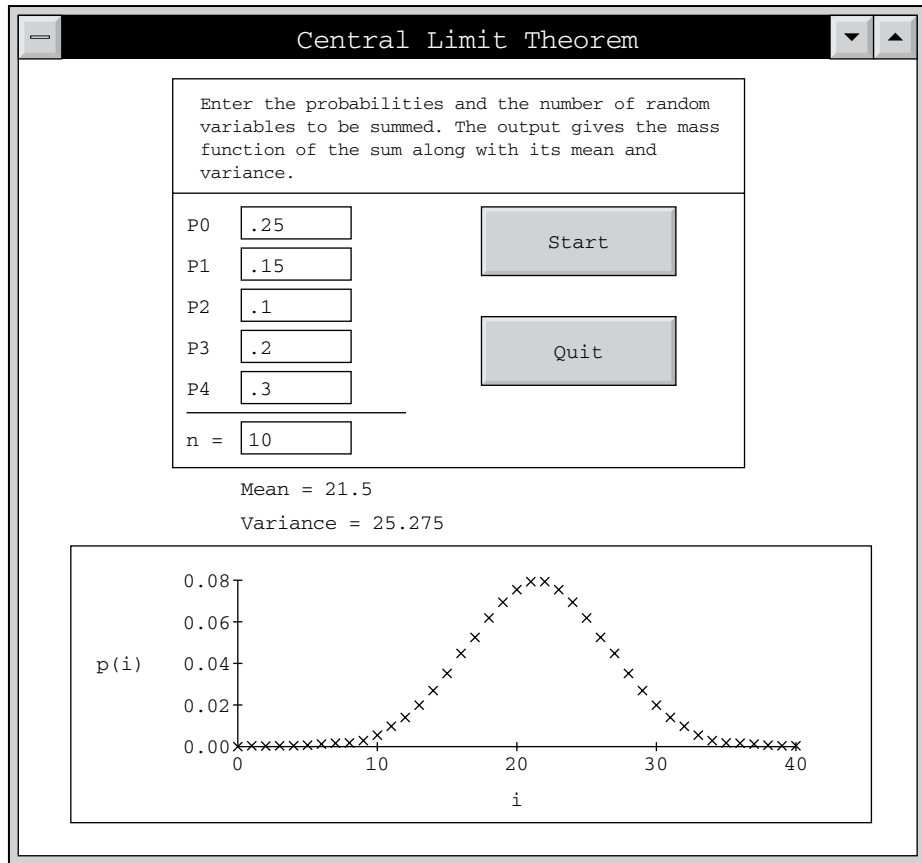 Central Limit Theorem
Enter the probabilities and the number of random
variables to be summed. The output gives the mass
function of the sum along with its mean and
variance.
P0 .25
P1 .15
P2 .1
P3 .2
P4 .3
n = 10
Start
Quit
Mean = 21.5
Variance = 25.275
p(i)
0.08
0.06
0.04
0.02
0.00
0 10 20 30 40
i